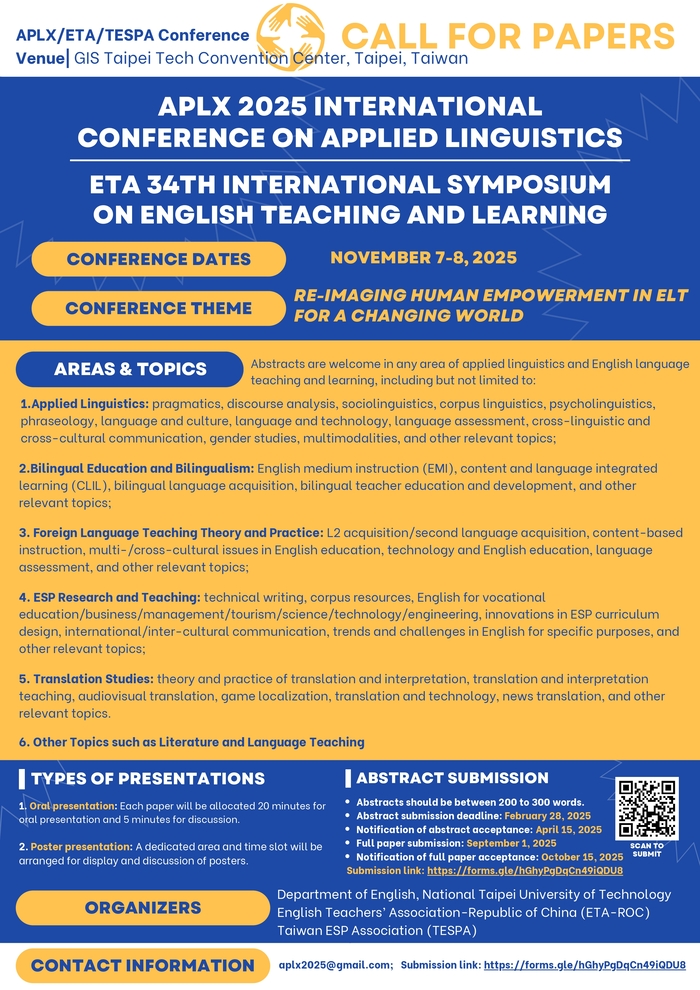 APLX/ETA/TESPA Conference
CALL FOR PAPERS
Venue| GIS Taipei Tech Convention Center, Taipei, Taiwan
APLX 2025 INTERNATIONAL
CONFERENCE ON APPLIED LINGUISTICS
ETA 34TH INTERNATIONAL SYMPOSIUM
ON ENGLISH TEACHING AND LEARNING
CONFERENCE DATES
NOVEMBER 7-8, 2025
CONFERENCE THEME
RE-IMAGING HUMAN EMPOWERMENT IN ELT
FOR A CHANGING WORLD
AREAS & TOPICS
Abstracts are welcome in any area of applied linguistics and English language
teaching and learning, including but not limited to:
1.Applied Linguistics: pragmatics, discourse analysis, sociolinguistics, corpus linguistics, psycholinguistics,
phraseology, language and culture, language and technology, language assessment, cross-linguistic and
cross-cultural communication, gender studies, multimodalities, and other relevant topics;
2.Bilingual Education and Bilingualism: English medium instruction (EMI), content and language integrated
learning (CLIL), bilingual language acquisition, bilingual teacher education and development, and other
relevant topics;
3. Foreign Language Teaching Theory and Practice: L2 acquisition/second language acquisition, content-based
instruction, multi-/cross-cultural issues in English education, technology and English education, language
assessment, and other relevant topics;
4. ESP Research and Teaching: technical writing, corpus resources, English for vocational
education/business/management/tourism/science/technology/engineering, innovations in ESP curriculum
design, international/inter-cultural communication, trends and challenges in English for specific purposes, and
other relevant topics;
5. Translation Studies: theory and practice of translation and interpretation, translation and interpretation
teaching, audiovisual translation, game localization, translation and technology, news translation, and other
relevant topics.
6. Other Topics such as Literature and Language Teaching
TYPES OF PRESENTATIONS
1. Oral presentation: Each paper will be allocated 20 minutes for
oral presentation and 5 minutes for discussion.
2. Poster presentation: A dedicated area and time slot will be
arranged for display and discussion of posters.
ABSTRACT SUBMISSION
• Abstracts should be between 200 to 300 words.
• Abstract submission deadline: February 28, 2025
• Notification of abstract acceptance: April 15, 2025
• Full paper submission: September 1, 2025
• Notification of full paper acceptance: October 15, 2025
Submission link: https://forms.gle/hGhyPgDqCn49iQDU8
SCAN TO
SUBMIT
ORGANIZERS
Department of English, National Taipei University of Technology
English Teachers' Association-Republic of China (ETA-ROC)
Taiwan ESP Association (TESPA)
CONTACT INFORMATION
aplx2025@gmail.com; Submission link: https://forms.gle/hGhyPgDqCn49iQDU8